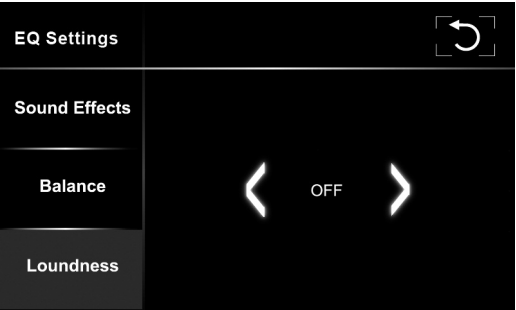 EQ Settings
Sound Effects
Balance
OFF
Loundness